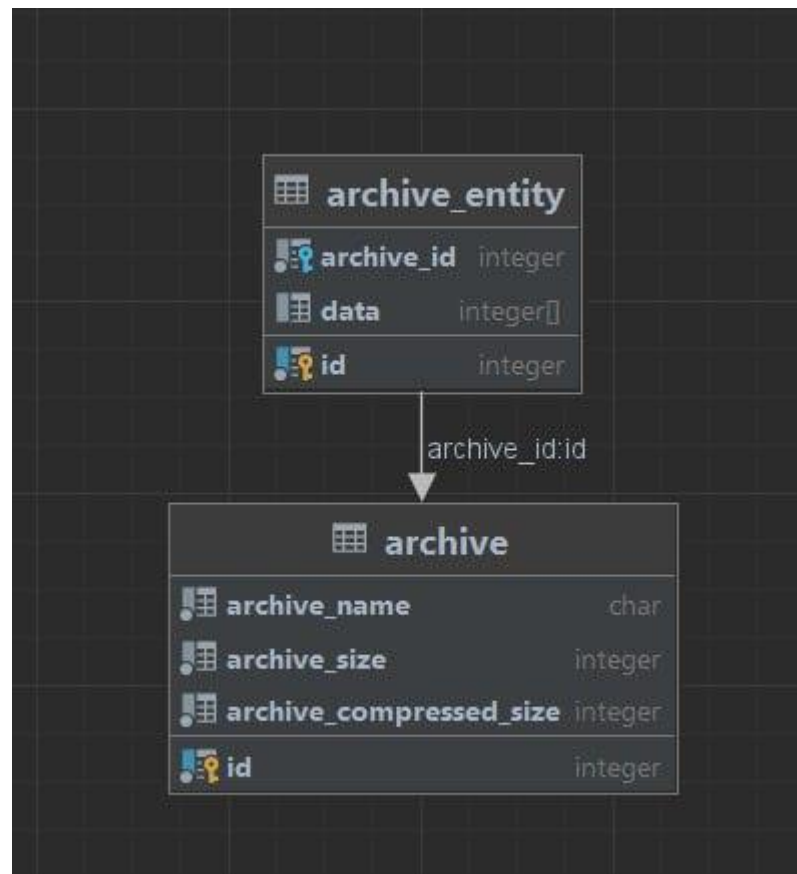 archive_entity
archive_id integer
data integer[]
id integer
archive_id:id
archive
archive_name char
archive_size integer
archive_compressed_size integer
id integer